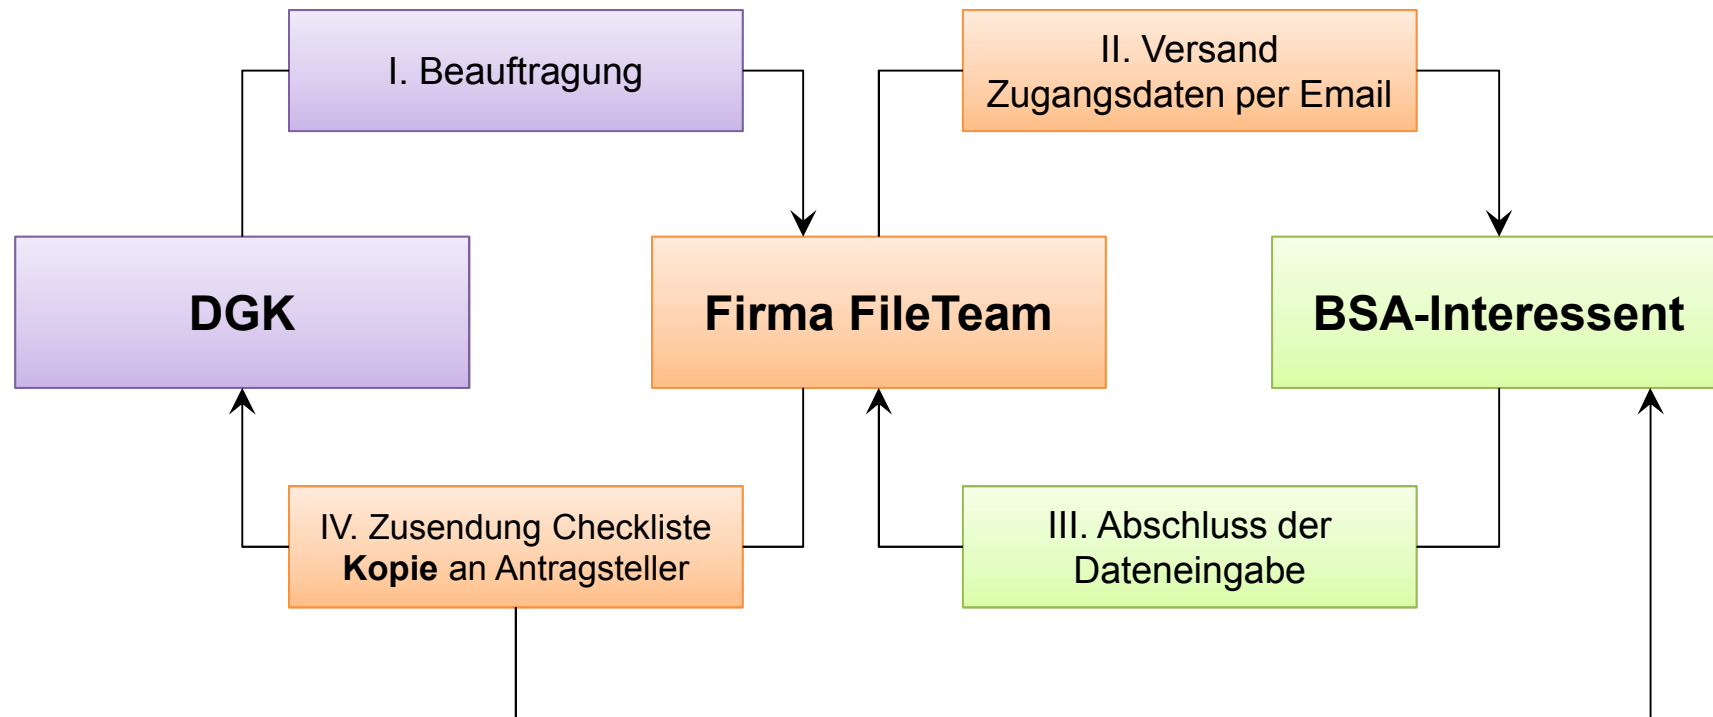 I. Beauftragung
II. Versand
Zugangsdaten per Email
DGK
Firma FileTeam
BSA-Interessent
IV. Zusendung Checkliste
Kopie an Antragsteller
III. Abschluss der
Dateneingabe